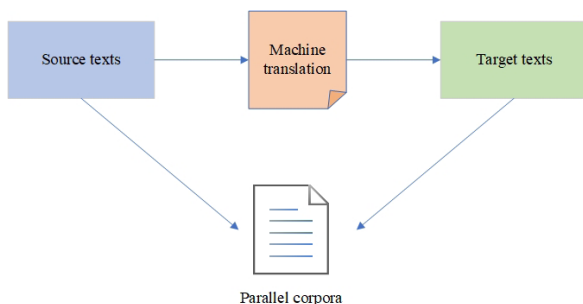 Source texts
Machine
translation
Target texts
Parallel corpora